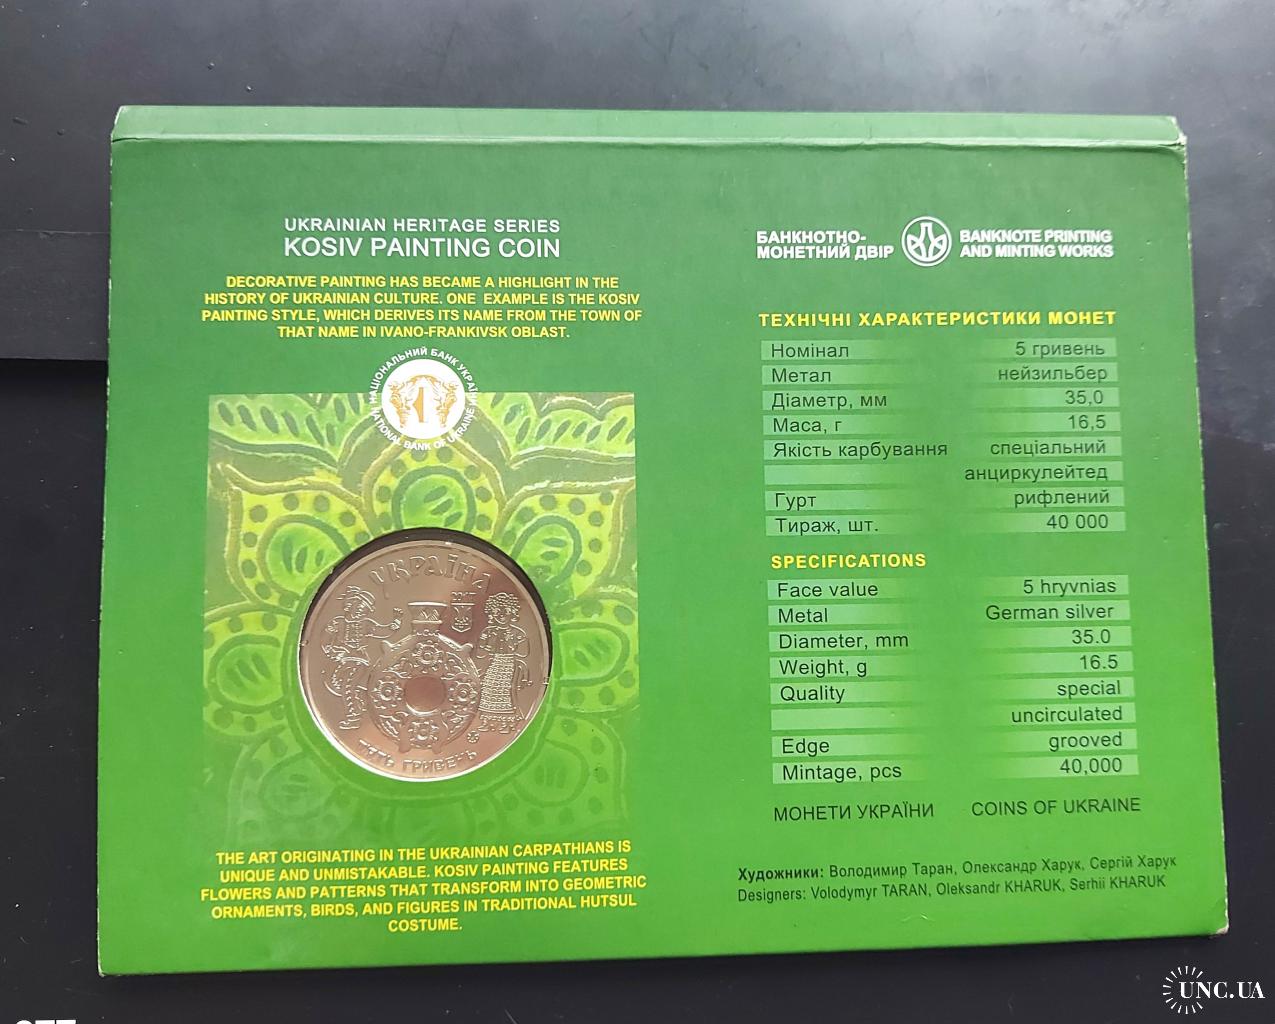 UKRAINIAN HERITAGE SERIES
KOSIV PAINTING COIN
DECORATIVE PAINTING HAS BECAME A HIGHLIGHT IN THE
HISTORY OF UKRAINIAN CULTURE. ONE EXAMPLE IS THE KOSIV
PAINTING STYLE, WHICH DERIVES ITS NAME FROM THE TOWN OF
THAT NAME IN IVANO-FRANKIVSK OBLAST.
НАЦІОНАЛЬНИЙ БАНК УКРАЇНИ
NATIONAL BANK OF UKRAINE
УКРАЇНА
2017
П'ЯТЬ ГРИВЕНЬ
THE ART ORIGINATING IN THE UKRAINIAN CARPATHIANS IS
UNIQUE AND UNMISTAKABLE. KOSIV PAINTING FEATURES
FLOWERS AND PATTERNS THAT TRANSFORM INTO GEOMETRIC
ORNAMENTS, BIRDS, AND FIGURES IN TRADITIONAL HUTSUL
COSTUME.
БАНКНОТНО-
МОНЕТНИЙ ДВІР
BANKNOTE PRINTING
AND MINTING WORKS
ТЕХНІЧНІ ХАРАКТЕРИСТИКИ МОНЕТ
Номінал 5 гривень
Метал нейзильбер
Діаметр, мм 35,0
Маса, г 16,5
Якість карбування спеціальний
анциркулейтед
Гурт рифлений
Тираж, шт. 40 000
SPECIFICATIONS
Face value 5 hryvnias
Metal German silver
Diameter, mm 35.0
Weight, g 16.5
Quality special
uncirculated
Edge grooved
Mintage, pcs 40,000
МОНЕТИ УКРАЇНИ COINS OF UKRAINE
Художники: Володимир Таран, Олександр Харук, Сергій Харук
Designers: Volodymyr TARAN, Oleksandr KHARUK, Serhii KHARUK
UNC.UA